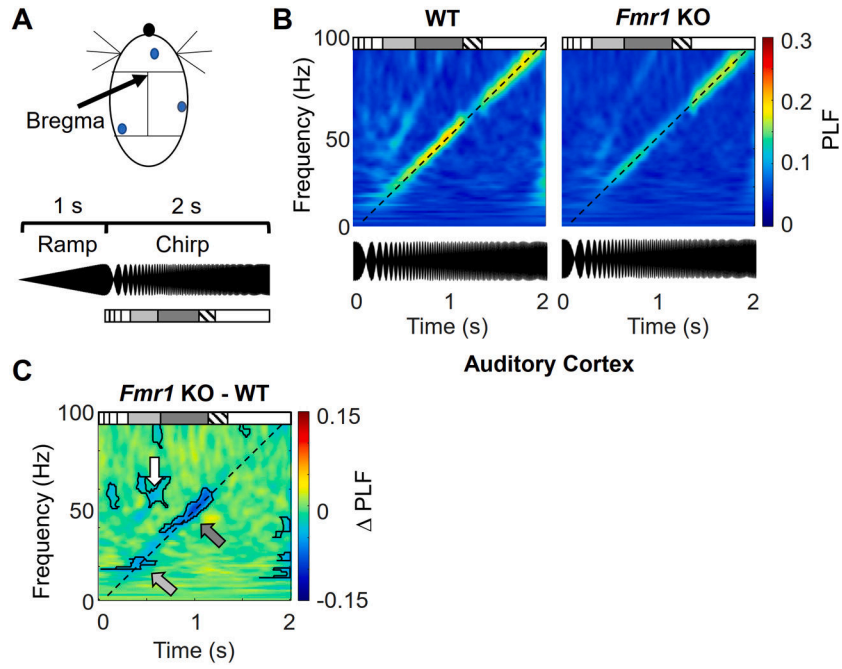 A
Bregma
1 s
2 s
Ramp
Chirp
B
WT
Fmr1 KO
Frequency (Hz)
100
50
0
0.3
0.2
0.1
0
PLF
0
1
2
0
1
2
Time (s)
Time (s)
Auditory Cortex
C
Fmr1 KO - WT
Frequency (Hz)
100
50
0
0.15
0
-0.15
Δ PLF
0
1
2
Time (s)